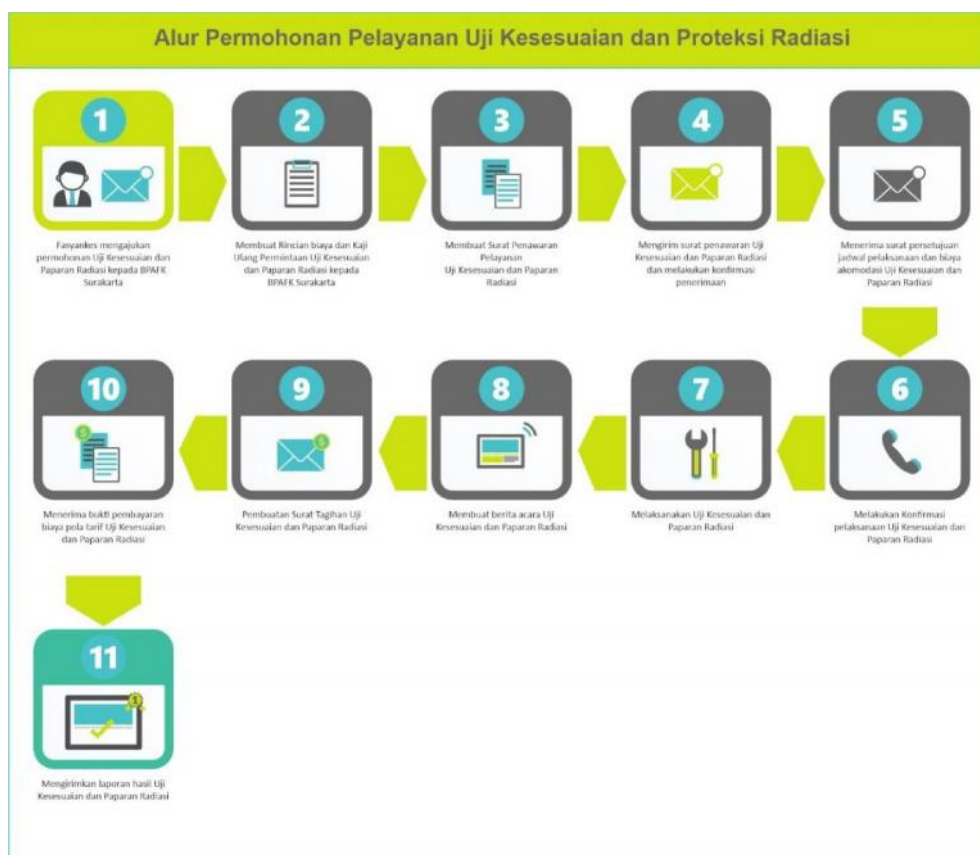 Alur Permohonan Pelayanan Uji Kesesuaian dan Proteksi Radiasi
1
Fasyankes mengajukan
permohonan Uji Kesesuaian dan
Paparan Radiasi kepada BPAFK
Surakarta
2
Membuat Rincian biaya dan Kaji
Ulang Permintaan Uji Kesesuaian
dan Paparan Radiasi kepada
BPAFK Surakarta
3
Membuat Surat Penawaran
Pelayanan
Uji Kesesuaian dan Paparan
Radiasi
4
Mengirim surat penawaran Uji
Kesesuaian dan Paparan Radiasi
dan melakukan konfirmasi
penerimaan
5
Menerima surat persetujuan
jadwal pelaksanaan dan biaya
akomodasi Uji Kesesuaian dan
Paparan Radiasi
6
Melakukan Konfirmasi
pelaksanaan Uji Kesesuaian dan
Paparan Radiasi
7
Melaksanakan Uji Kesesuaian dan
Paparan Radiasi
8
Membuat berita acara Uji
Kesesuaian dan Paparan Radiasi
9
Pembuatan Surat Tagihan Uji
Kesesuaian dan Paparan Radiasi
10
Menerima bukti pembayaran
biaya pola tarif Uji Kesesuaian
dan Paparan Radiasi
11
Mengirimkan laporan hasil Uji
Kesesuaian dan Paparan Radiasi